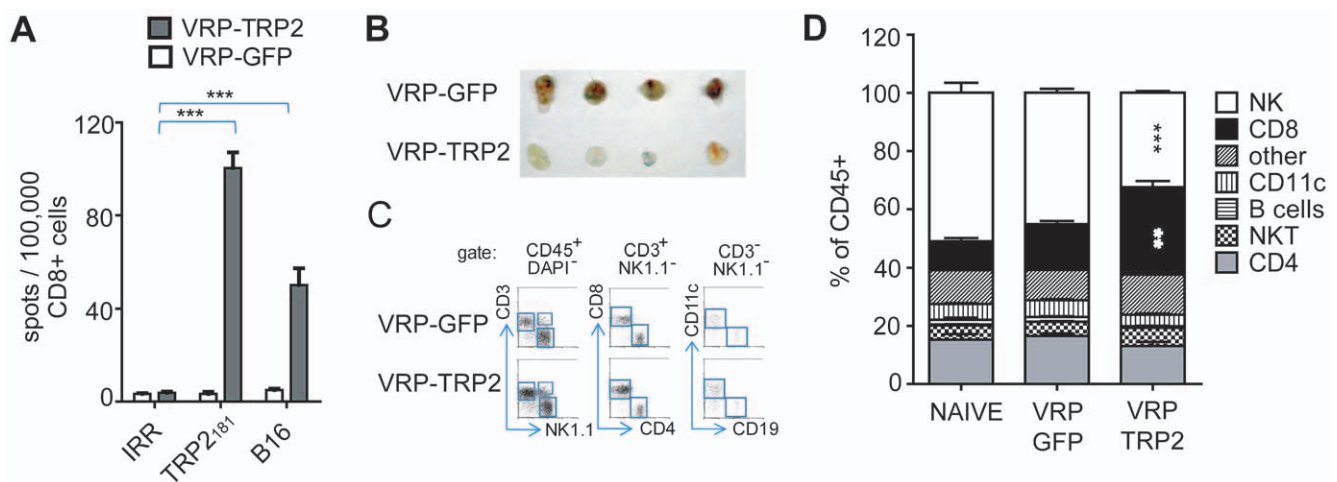 A
VRP-TRP2
VRP-GFP
***
***
spots / 100,000
CD8+ cells
120
80
40
0
IRR
TRP2¹⁸¹
B16
B
VRP-GFP
VRP-TRP2
C
gate:
CD45⁺
DAPI⁻
CD3⁺
NK1.1⁻
CD3⁻
NK1.1⁻
CD3
CD8
CD11c
VRP-GFP
VRP-TRP2
NK1.1
CD4
CD19
D
% of CD45+
120
100
80
60
40
20
0
***
**
NAIVE
VRP
GFP
VRP
TRP2
NK
CD8
other
CD11c
B cells
NKT
CD4